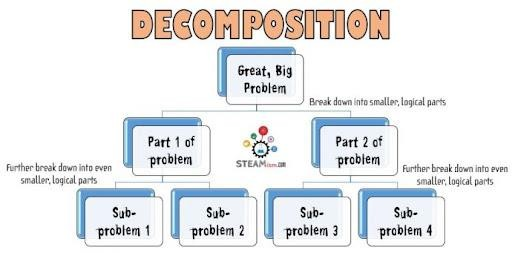 DECOMPOSITION
Great, Big
Problem
Break down into smaller, logical parts
Part 1 of
problem
Part 2 of
problem
Further break down into even
smaller, logical parts
Further break down into even
smaller, logical parts
Sub-
problem 1
Sub-
problem 2
Sub-
problem 3
Sub-
problem 4